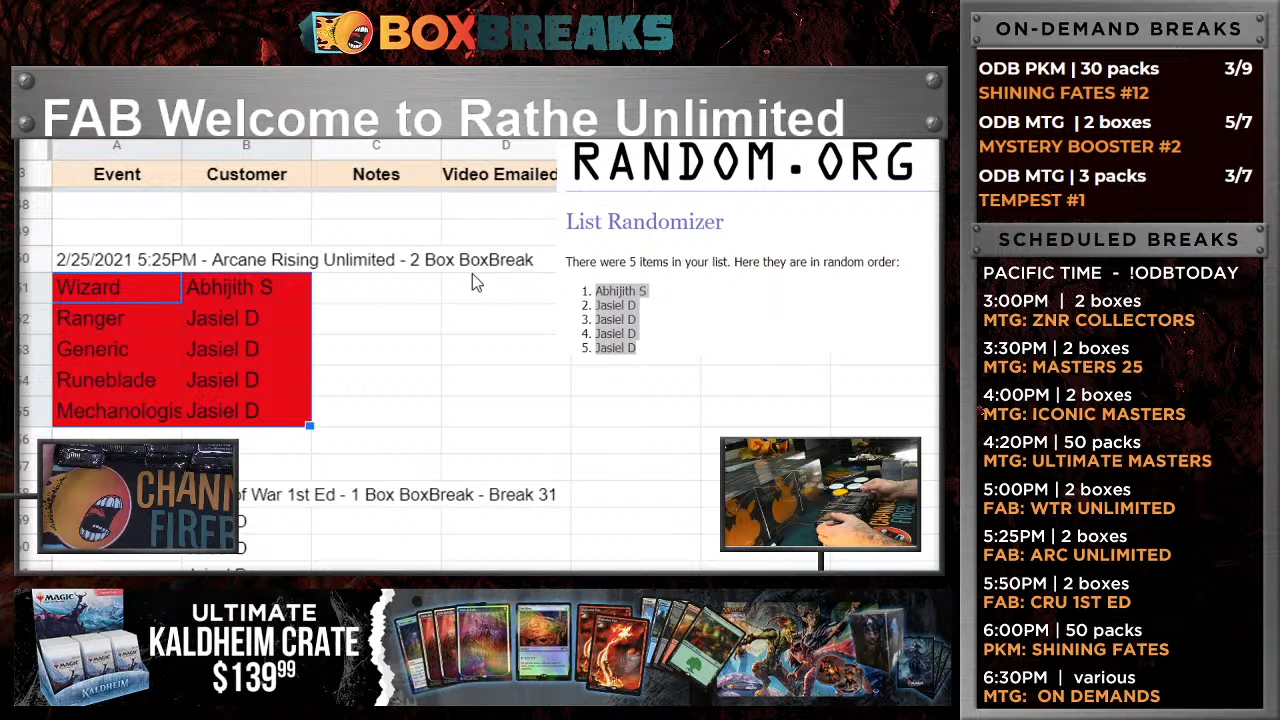 BOXBREAKS
FAB Welcome to Rathe Unlimited
A B C D
Event Customer Notes Video Emailed
2/25/2021 5:25PM - Arcane Rising Unlimited - 2 Box BoxBreak
Wizard Abhijith S
Ranger Jasiel D
Generic Jasiel D
Runeblade Jasiel D
Mechanologis Jasiel D
of War 1st Ed - 1 Box BoxBreak - Break 31
RANDOM.ORG
List Randomizer
There were 5 items in your list. Here they are in random order:
1. Abhijith S
2. Jasiel D
3. Jasiel D
4. Jasiel D
5. Jasiel D
CHANN
FIREB
ULTIMATE
KALDHEIM CRATE
$139.99
MAGIC
KALDHEIM
ON-DEMAND BREAKS
ODB PKM | 30 packs 3/9
SHINING FATES #12
ODB MTG | 2 boxes 5/7
MYSTERY BOOSTER #2
ODB MTG | 3 packs 3/7
TEMPEST #1
SCHEDULED BREAKS
PACIFIC TIME - !ODBTODAY
3:00PM | 2 boxes
MTG: ZNR COLLECTORS
3:30PM | 2 boxes
MTG: MASTERS 25
4:00PM | 2 boxes
MTG: ICONIC MASTERS
4:20PM | 50 packs
MTG: ULTIMATE MASTERS
5:00PM | 2 boxes
FAB: WTR UNLIMITED
5:25PM | 2 boxes
FAB: ARC UNLIMITED
5:50PM | 2 boxes
FAB: CRU 1ST ED
6:00PM | 50 packs
PKM: SHINING FATES
6:30PM | various
MTG: ON DEMANDS